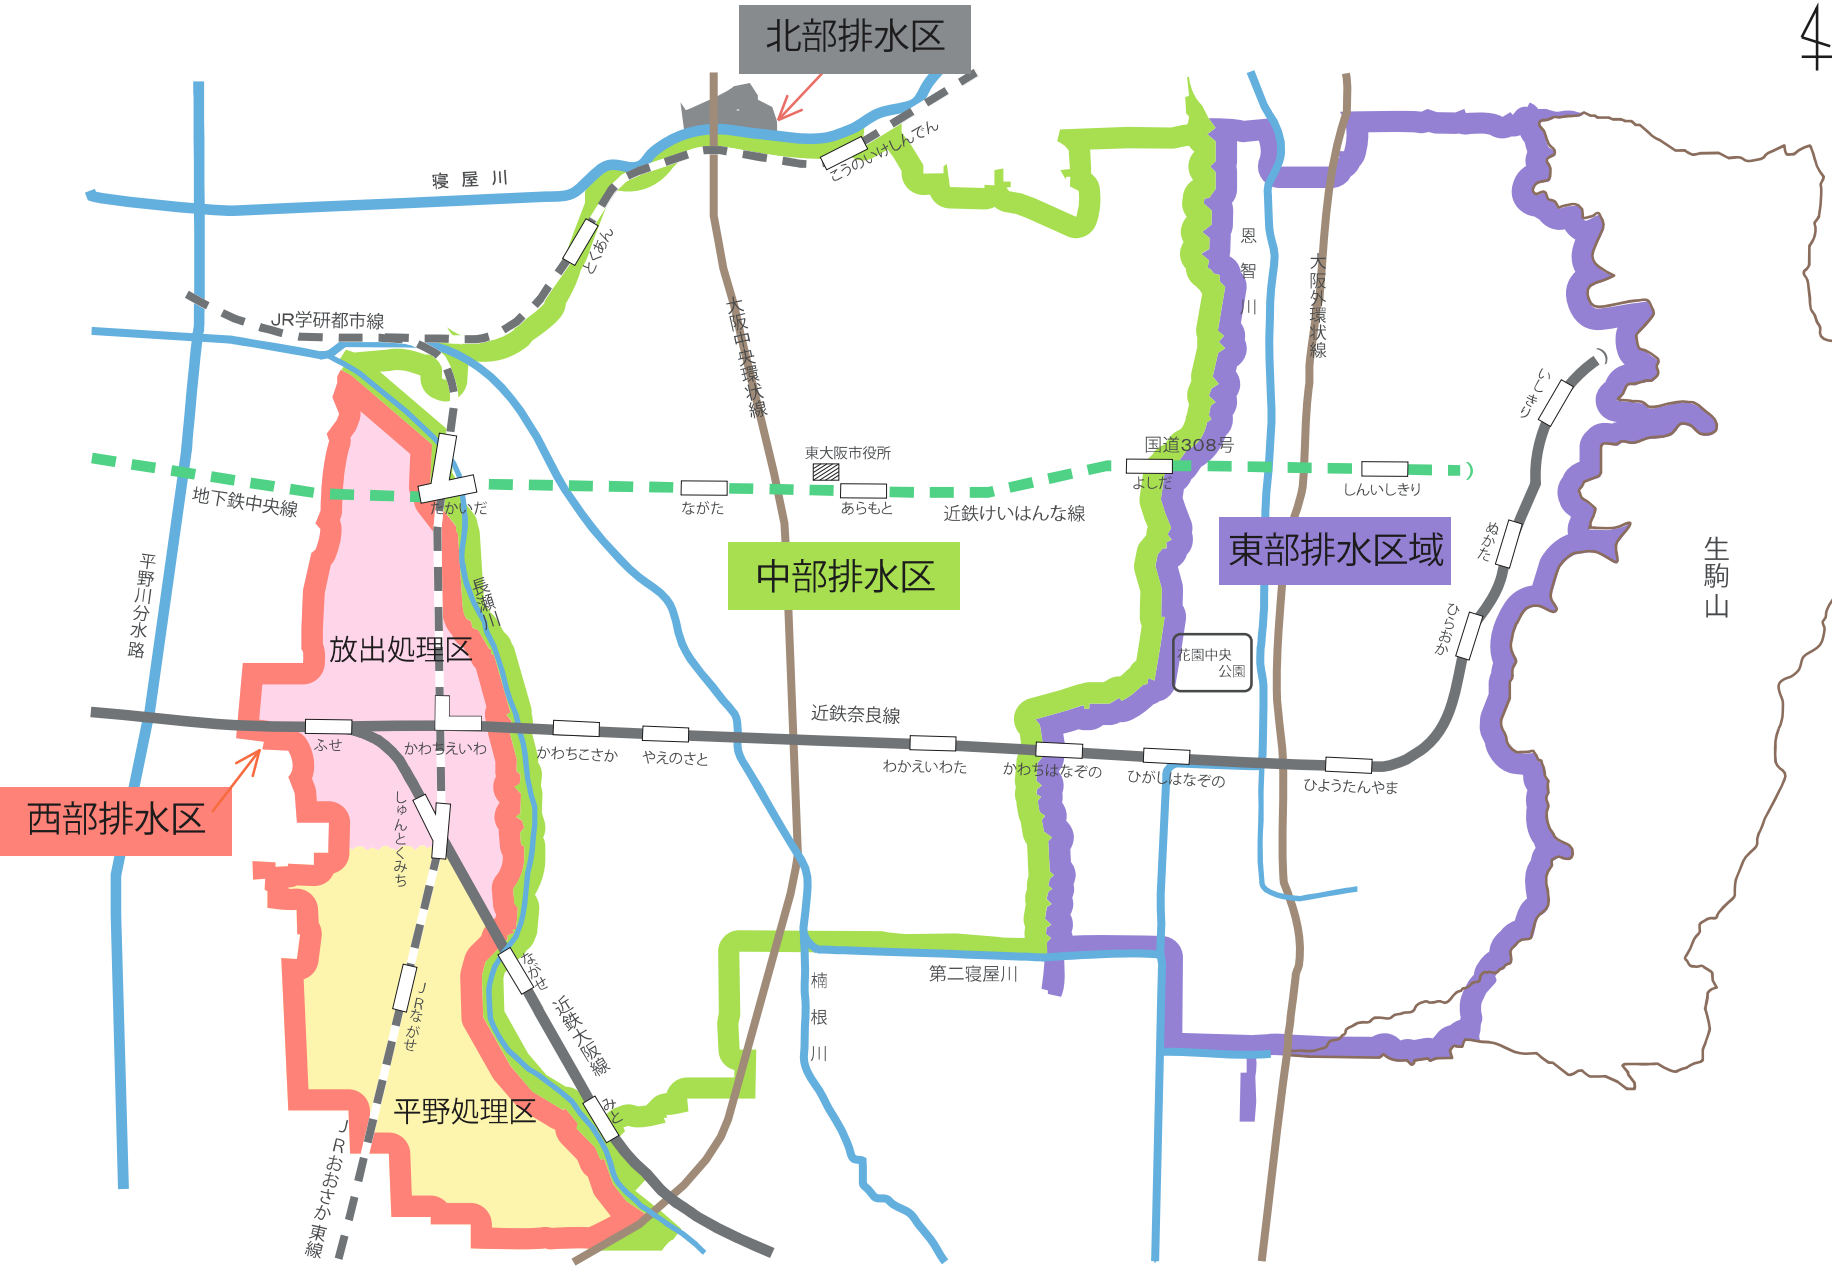 北部排水区
寝屋川
こうのいけしんでん
とくあん
JR学研都市線
大阪中央環状線
恩智川
大阪外環状線
いしきり
国道308号
東大阪市役所
地下鉄中央線
たかいだ
ながた
あらもと
近鉄けいはんな線
よしだ
しんいしきり
中部排水区
東部排水区域
ぬかた
生駒山
平野川分水路
長瀬川
放出処理区
ひらおか
花園中央
公園
近鉄奈良線
ふせ
かわちえいわ
かわちこさか
やえのさと
わかえいわた
かわちはなぞの
ひがしはなぞの
ひょうたんやま
西部排水区
しゅんとくみち
ながせ
第二寝屋川
楠根川
JRながせ
近鉄大阪線
平野処理区
みと
JRおおさか東線